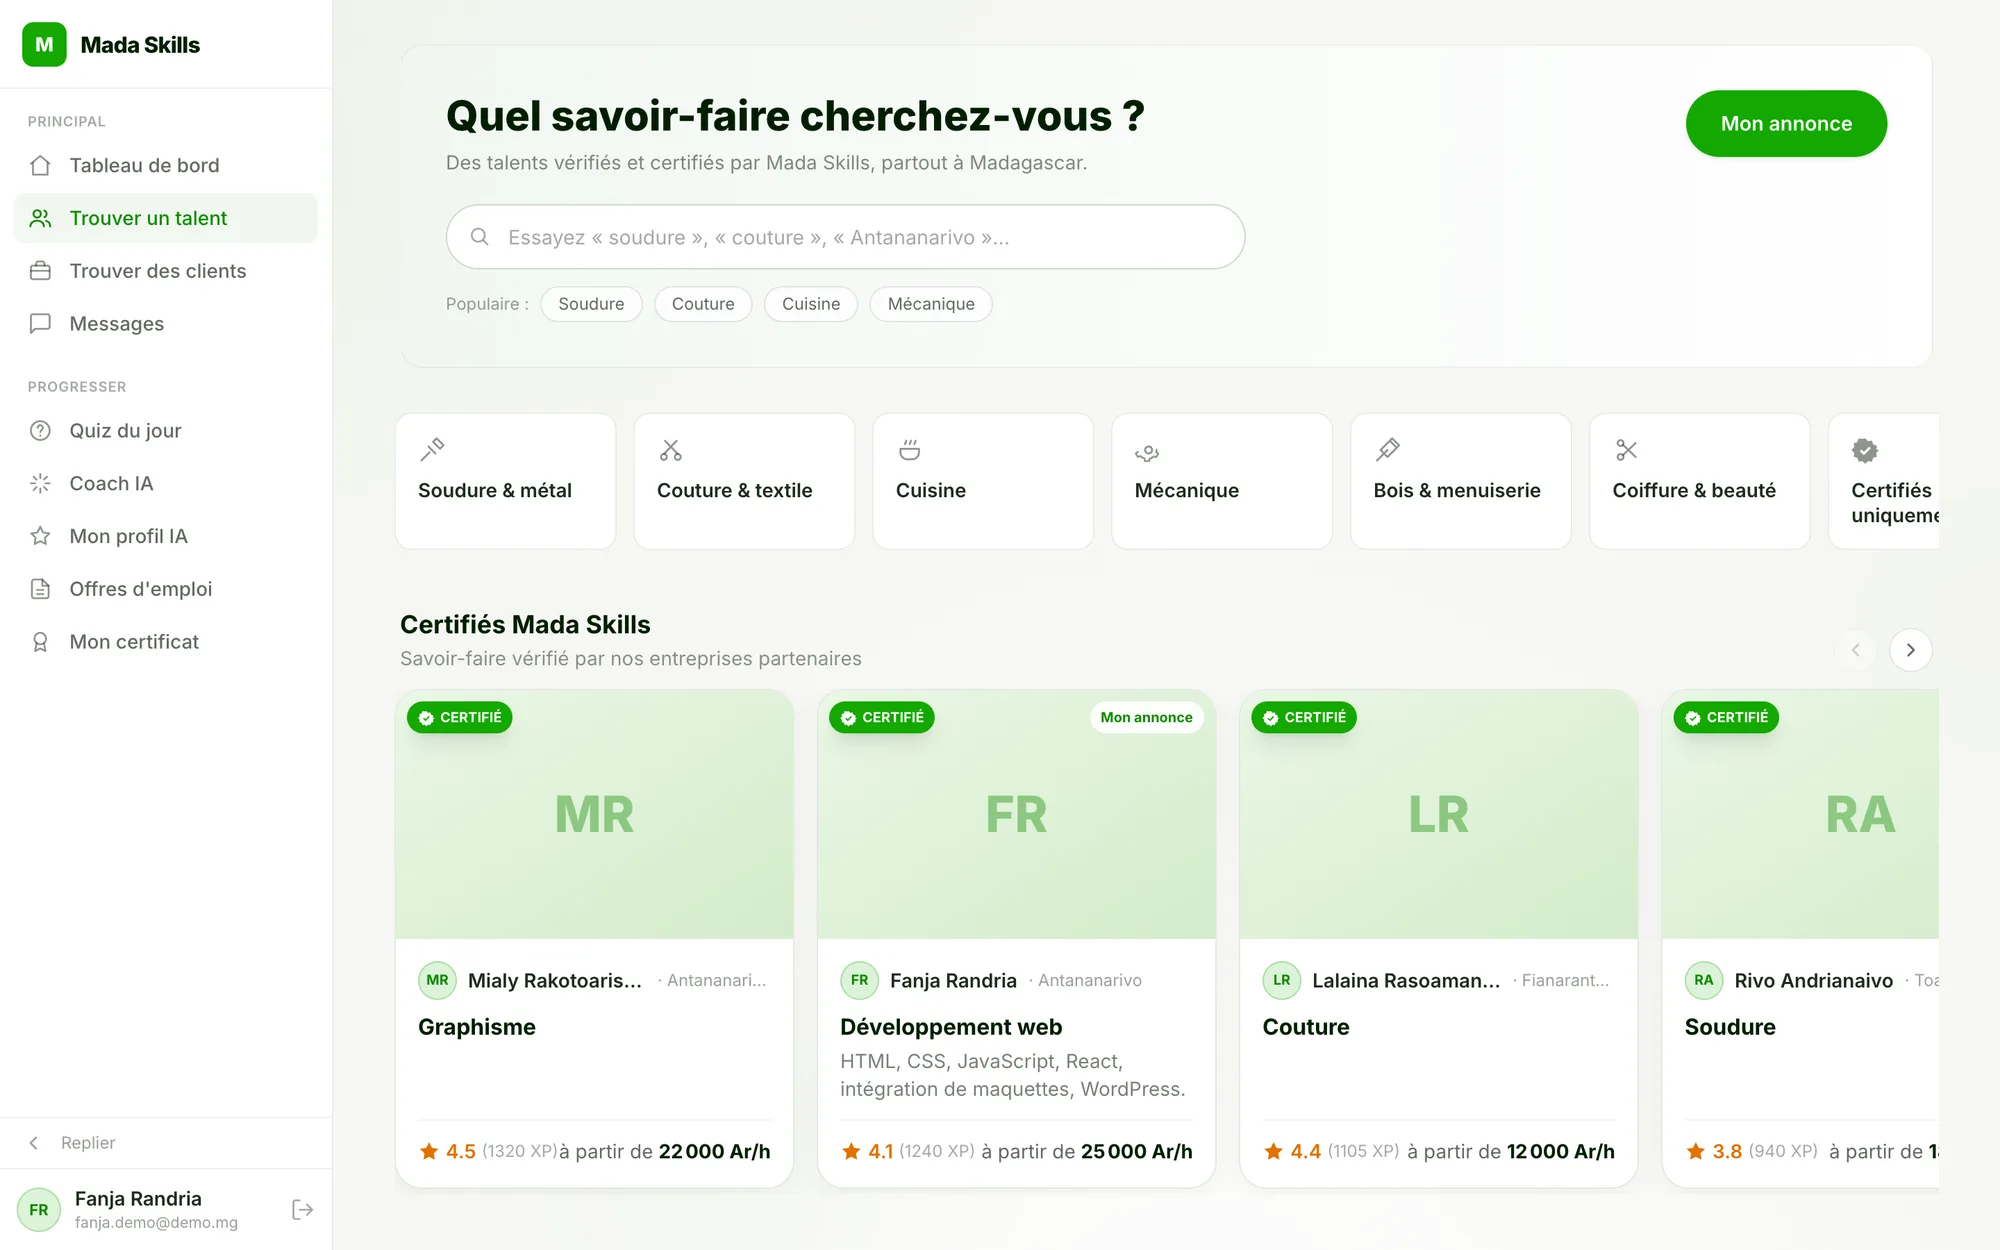 M Mada Skills
PRINCIPAL
Tableau de bord
Trouver un talent
Trouver des clients
Messages
PROGRESSER
Quiz du jour
Coach IA
Mon profil IA
Offres d'emploi
Mon certificat
Replier
FR Fanja Randria
fanja.demo@demo.mg
Quel savoir-faire cherchez-vous ?
Des talents vérifiés et certifiés par Mada Skills, partout à Madagascar.
Mon annonce
Essayez « soudure », « couture », « Antananarivo »...
Populaire : Soudure Couture Cuisine Mécanique
Soudure & métal
Couture & textile
Cuisine
Mécanique
Bois & menuiserie
Coiffure & beauté
Certifiés
uniqueme
Certifiés Mada Skills
Savoir-faire vérifié par nos entreprises partenaires
CERTIFIÉ
MR
MR Mialy Rakotoaris... · Antananari...
Graphisme
4.5 (1320 XP) à partir de 22 000 Ar/h
CERTIFIÉ Mon annonce
FR
FR Fanja Randria · Antananarivo
Développement web
HTML, CSS, JavaScript, React,
intégration de maquettes, WordPress.
4.1 (1240 XP) à partir de 25 000 Ar/h
CERTIFIÉ
LR
LR Lalaina Rasoaman... · Fianarant...
Couture
4.4 (1105 XP) à partir de 12 000 Ar/h
CERTIFIÉ
RA
RA Rivo Andrianaivo · Toa
Soudure
3.8 (940 XP) à partir de